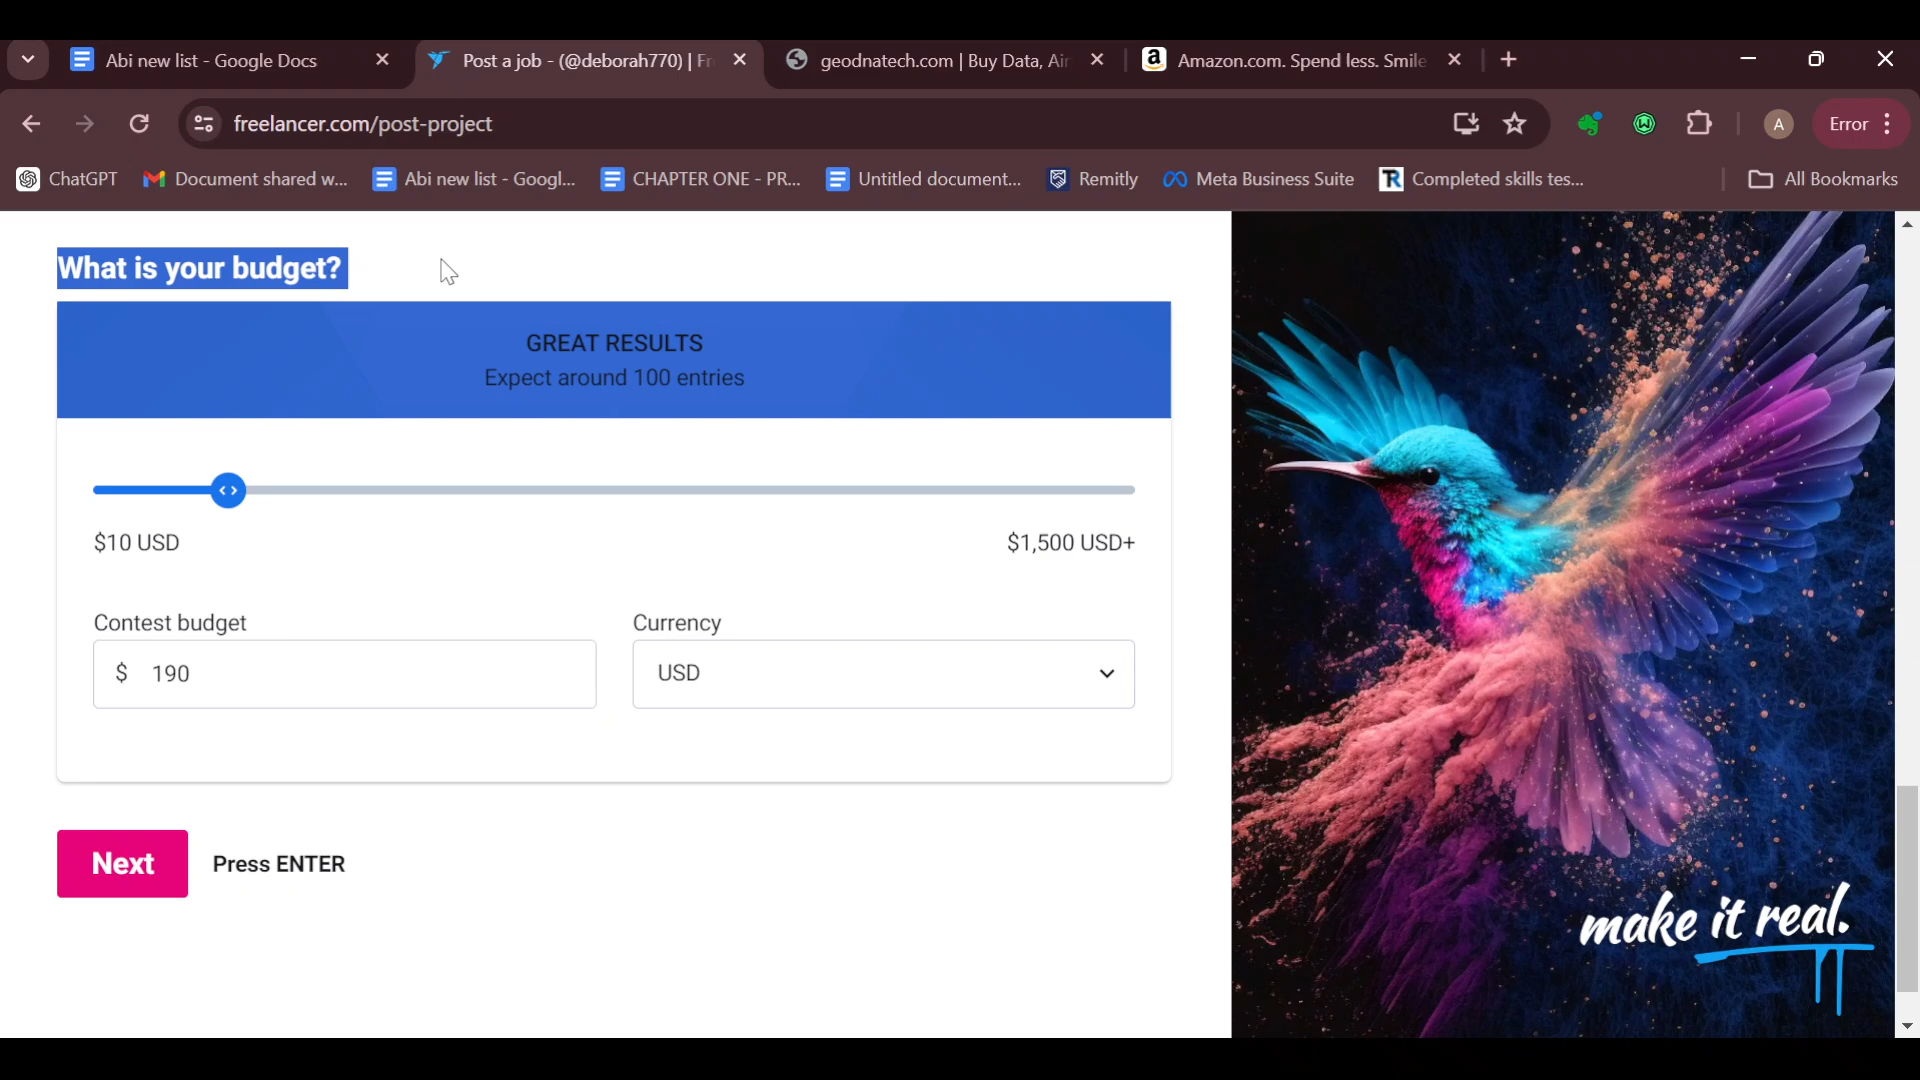 Abi new list - Google Docs
Post a job - (@deborah770) | Fr
geodnatech.com | Buy Data, Air
Amazon.com. Spend less. Smile
freelancer.com/post-project
A
Error
ChatGPT
Document shared w...
Abi new list - Googl...
CHAPTER ONE - PR...
Untitled document...
Remitly
Meta Business Suite
Completed skills tes...
All Bookmarks
What is your budget?
GREAT RESULTS
Expect around 100 entries
$10 USD
$1,500 USD+
Contest budget
Currency
$ 190
USD
Next
Press ENTER
make it real.